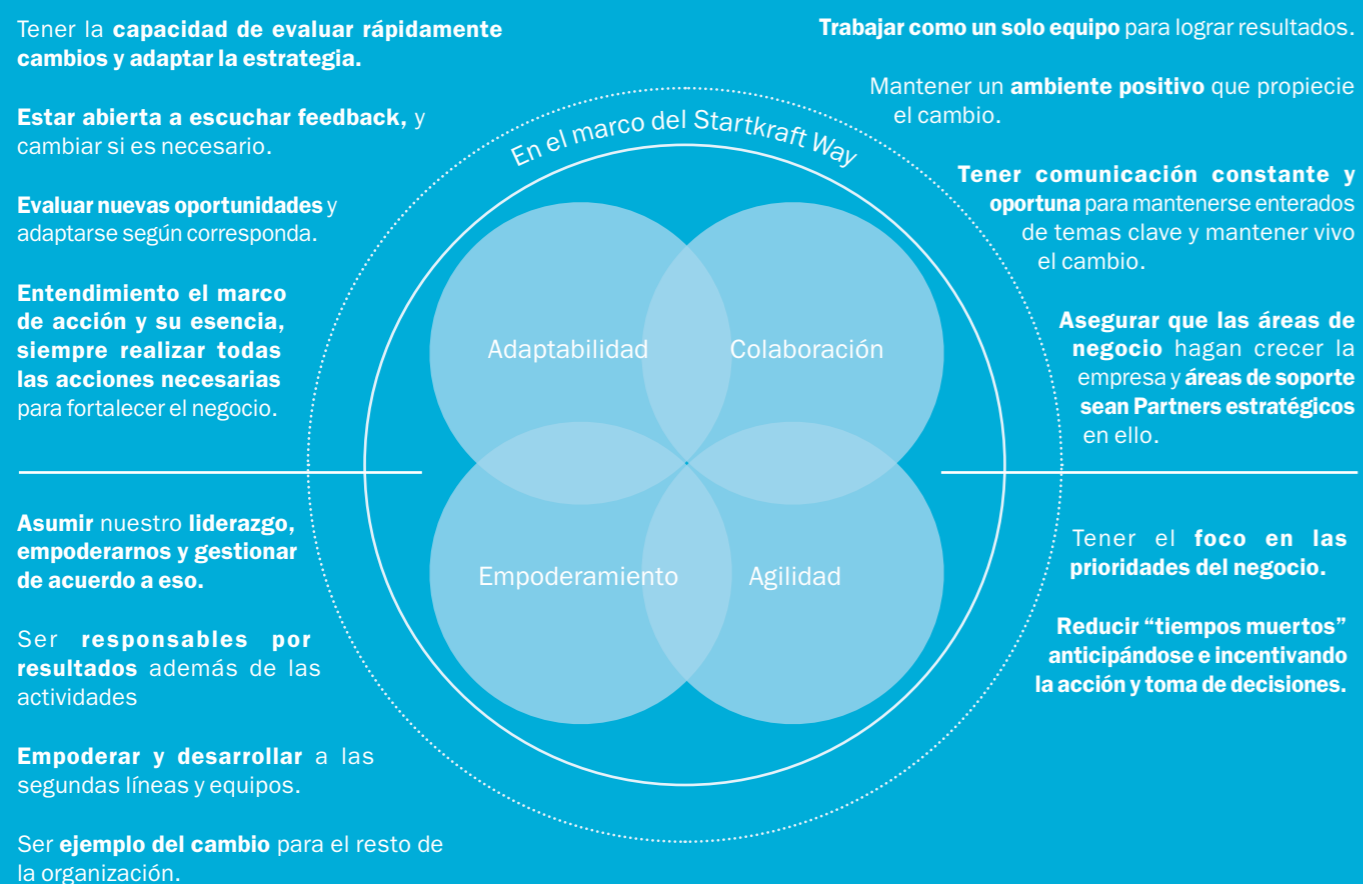 Tener la capacidad de evaluar rápidamente
cambios y adaptar la estrategia.
Estar abierta a escuchar feedback, y
cambiar si es necesario.
Evaluar nuevas oportunidades y
adaptarse según corresponda.
Entendimiento el marco
de acción y su esencia,
siempre realizar todas
las acciones necesarias
para fortalecer el negocio.
Trabajar como un solo equipo para lograr resultados.
Mantener un ambiente positivo que propiecie
el cambio.
Tener comunicación constante y
oportuna para mantenerse enterados
de temas clave y mantener vivo
el cambio.
Asegurar que las áreas de
negocio hagan crecer la
empresa y áreas de soporte
sean Partners estratégicos
en ello.
En el marco del Startkraft Way
Adaptabilidad
Colaboración
Empoderamiento
Agilidad
Asumir nuestro liderazgo,
empoderarnos y gestionar
de acuerdo a eso.
Ser responsables por
resultados además de las
actividades
Empoderar y desarrollar a las
segundas líneas y equipos.
Ser ejemplo del cambio para el resto de
la organización.
Tener el foco en las
prioridades del negocio.
Reducir “tiempos muertos”
anticipándose e incentivando
la acción y toma de decisiones.